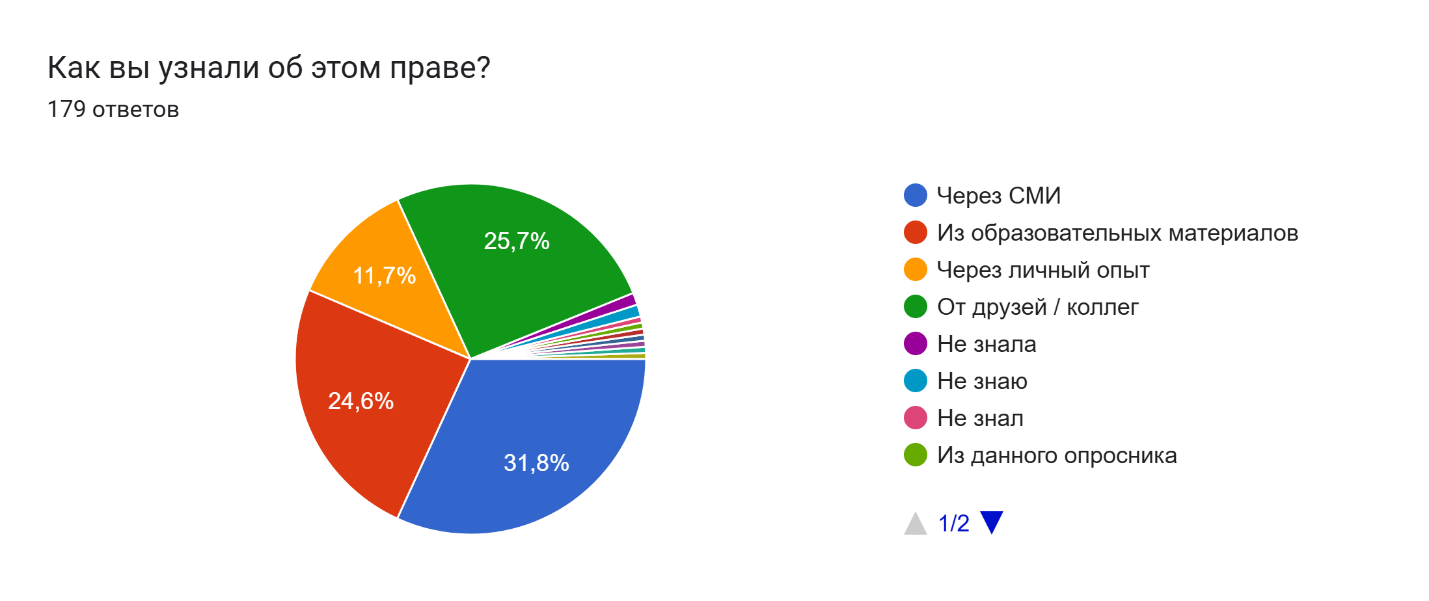 Как вы узнали об этом праве?
179 ответов
25,7%
11,7%
24,6%
31,8%
Через СМИ
Из образовательных материалов
Через личный опыт
От друзей / коллег
Не знала
Не знаю
Не знал
Из данного опросника
1/2